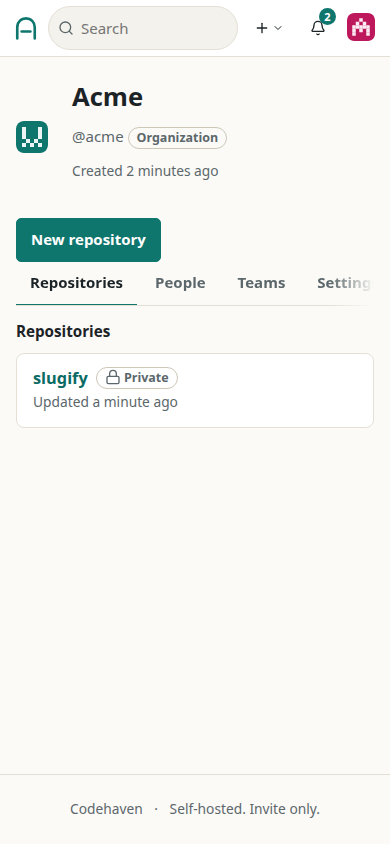 Search
2
Acme
@acme Organization
Created 2 minutes ago
New repository
Repositories People Teams Setting
Repositories
slugify Private
Updated a minute ago
Codehaven · Self-hosted. Invite only.